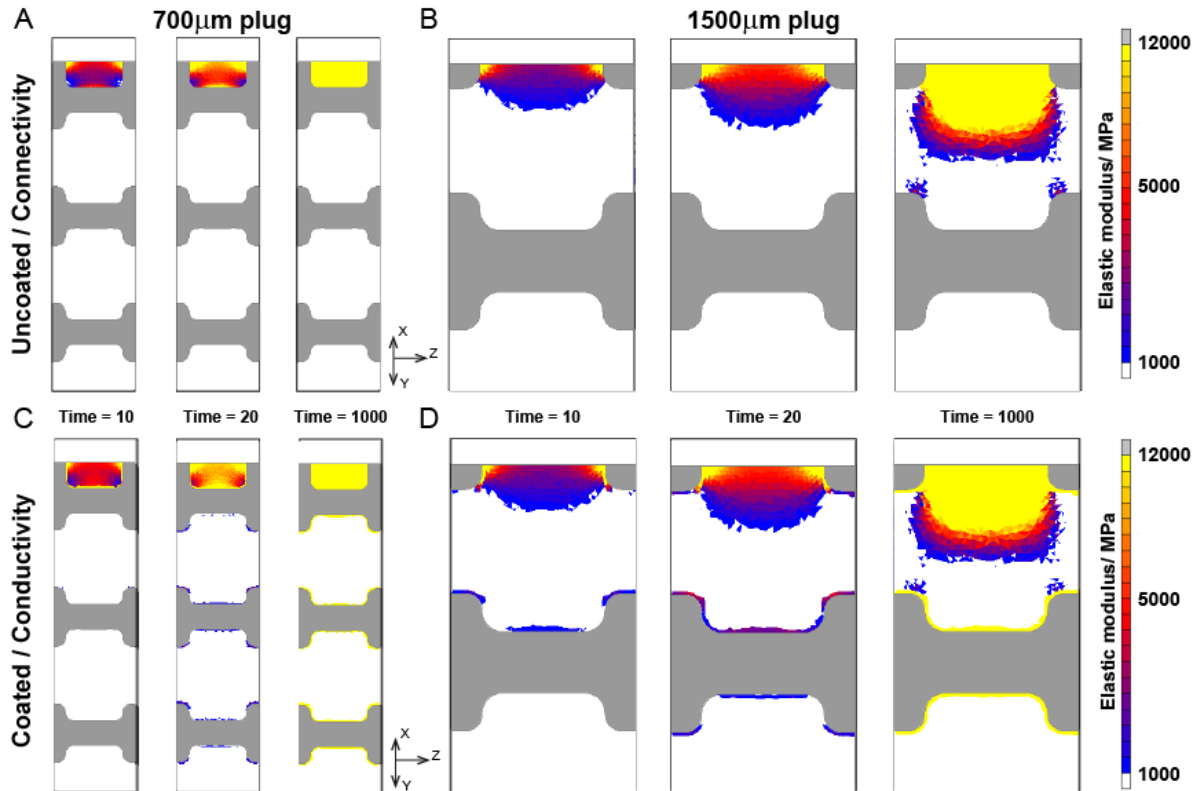 A
700μm plug
B
1500μm plug
Uncoated / Connectivity
X
Z
Y
12000
5000
1000
Elastic modulus/ MPa
C
Time = 10
Time = 20
Time = 1000
D
Time = 10
Time = 20
Time = 1000
Coated / Conductivity
X
Z
Y
12000
5000
1000
Elastic modulus/ MPa